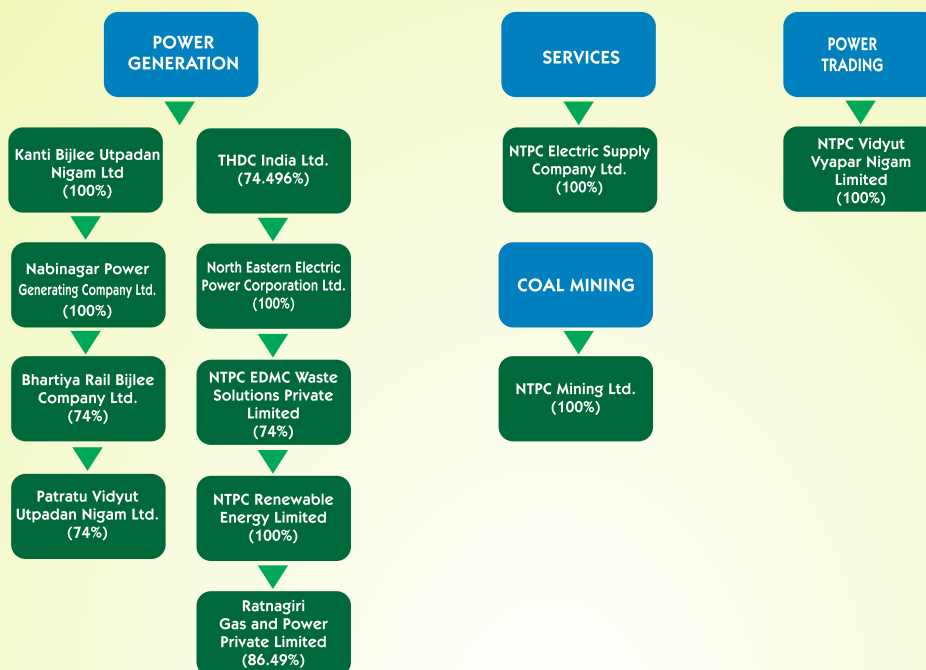 POWER
GENERATION
Kanti Bijlee Utpadan
Nigam Ltd
(100%)
Nabinagar Power
Generating Company Ltd.
(100%)
Bhartiya Rail Bijlee
Company Ltd.
(74%)
Patratu Vidyut
Utpadan Nigam Ltd.
(74%)
THDC India Ltd.
(74.496%)
North Eastern Electric
Power Corporation Ltd.
(100%)
NTPC EDMC Waste
Solutions Private
Limited
(74%)
NTPC Renewable
Energy Limited
(100%)
Ratnagiri
Gas and Power
Private Limited
(86.49%)
SERVICES
NTPC Electric Supply
Company Ltd.
(100%)
COAL MINING
NTPC Mining Ltd.
(100%)
POWER
TRADING
NTPC Vidyut
Vyapar Nigam
Limited
(100%)